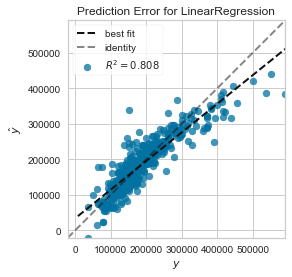 Prediction Error for LinearRegression
best fit
identity
R² = 0.808
500000
400000
300000
200000
100000
0
ŷ
0 100000 200000 300000 400000 500000
y